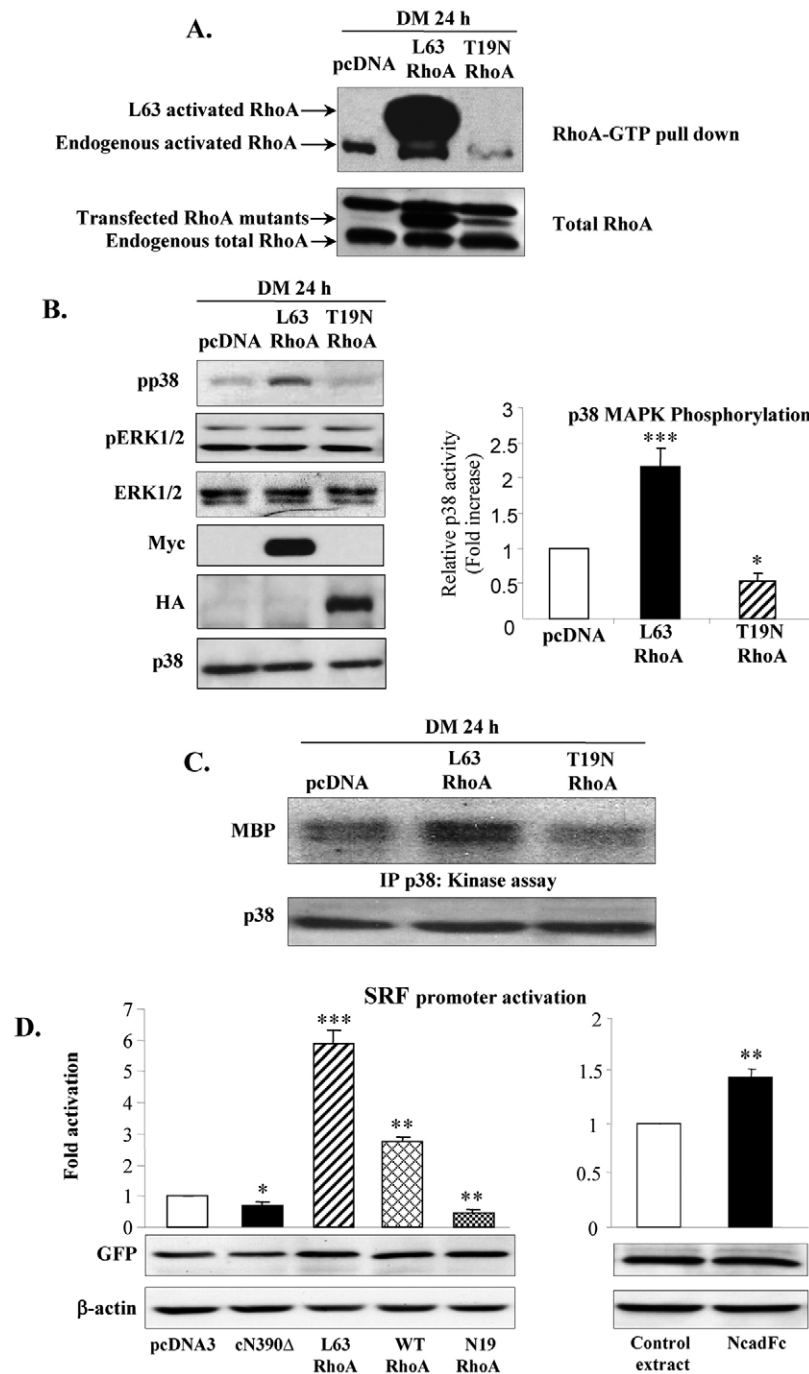 A.
DM 24 h
pcDNA
L63
RhoA
T19N
RhoA
L63 activated RhoA
Endogenous activated RhoA
RhoA-GTP pull down
Transfected RhoA mutants
Endogenous total RhoA
Total RhoA
B.
DM 24 h
pcDNA
L63
RhoA
T19N
RhoA
pp38
pERK1/2
ERK1/2
Myc
HA
p38
p38 MAPK Phosphorylation
Relative p38 activity
(Fold increase)
3
2.5
2
1
0.5
0
***
*
pcDNA
L63
RhoA
T19N
RhoA
C.
DM 24 h
pcDNA
L63
RhoA
T19N
RhoA
MBP
IP p38: Kinase assay
p38
D.
SRF promoter activation
Fold activation
7
6
5
4
3
2
1
0
*
***
**
**
2
1.5
1
0.5
0
**
GFP
β-actin
pcDNA3
cN390Δ
L63
RhoA
WT
RhoA
N19
RhoA
Control
extract
NcadFc